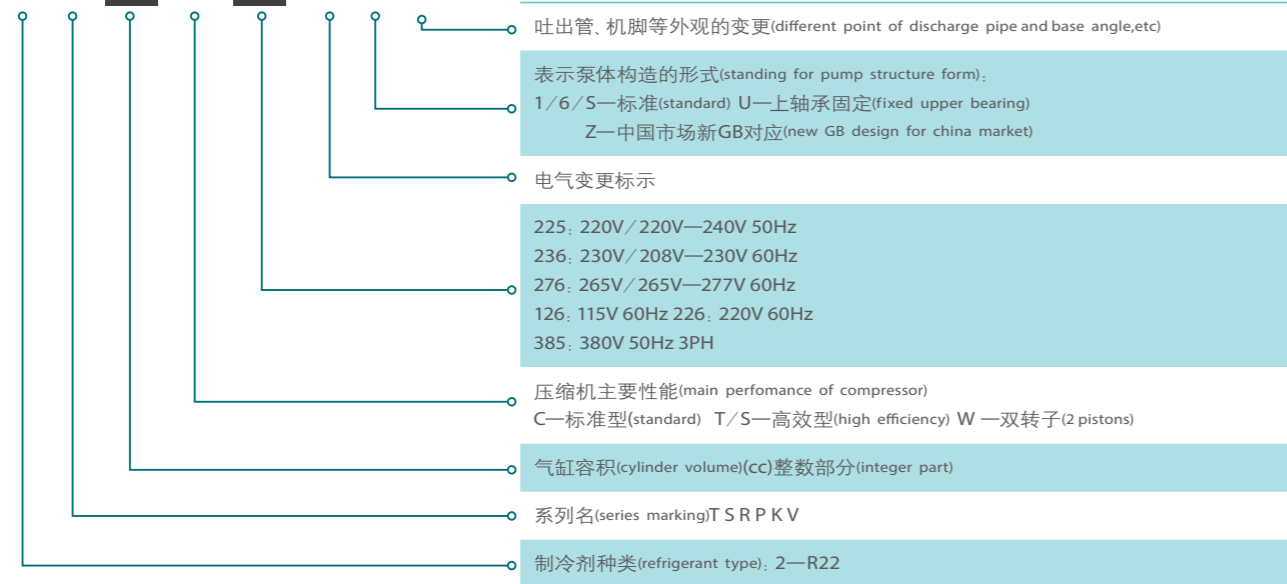 吐出管、机脚等外观的变更(different point of discharge pipe and base angle,etc)
表示泵体构造的形式(standing for pump structure form)：
1／6／S—标准(standard) U—上轴承固定(fixed upper bearing)
Z—中国市场新GB对应(new GB design for china market)
电气变更标示
225：220V／220V—240V 50Hz
236：230V／208V—230V 60Hz
276：265V／265V—277V 60Hz
126：115V 60Hz 226：220V 60Hz
385：380V 50Hz 3PH
压缩机主要性能(main perfomance of compressor)
C—标准型(standard) T／S—高效型(high efficiency) W —双转子(2 pistons)
气缸容积(cylinder volume)(cc)整数部分(integer part)
系列名(series marking)T S R P K V
制冷剂种类(refrigerant type)：2—R22